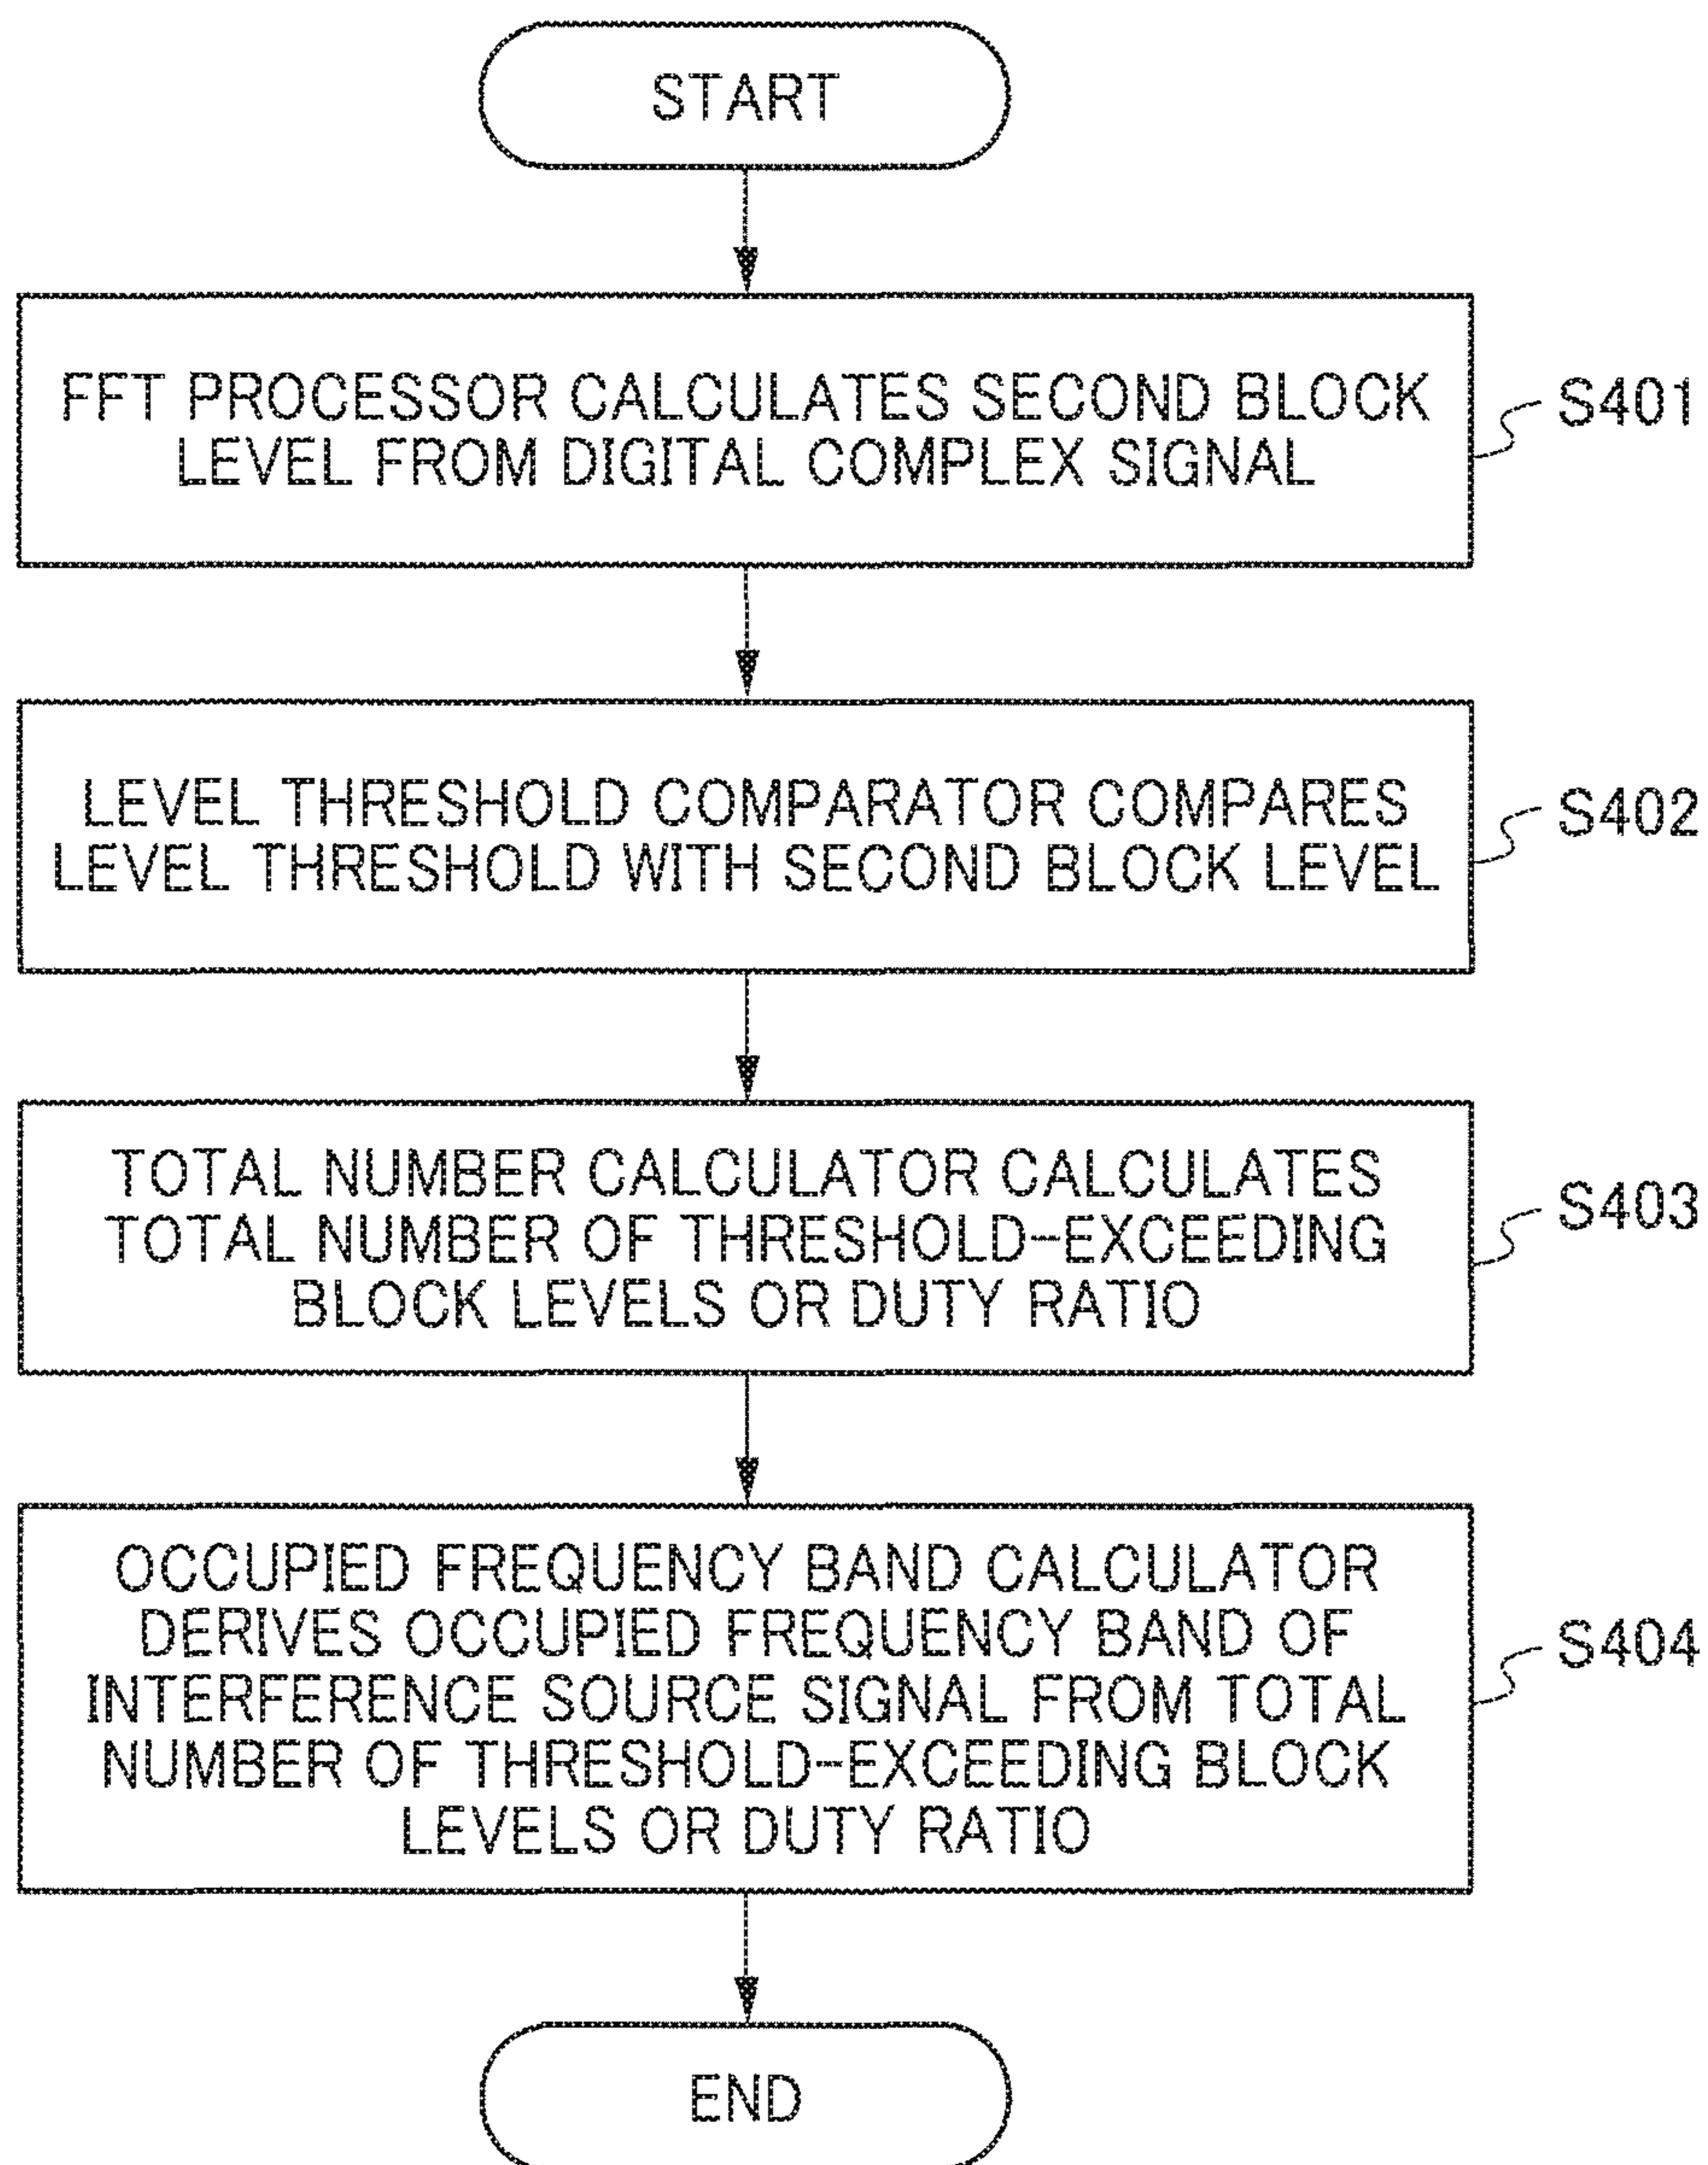 START
FFT PROCESSOR CALCULATES SECOND BLOCK
LEVEL FROM DIGITAL COMPLEX SIGNAL
S401
LEVEL THRESHOLD COMPARATOR COMPARES
LEVEL THRESHOLD WITH SECOND BLOCK LEVEL
S402
TOTAL NUMBER CALCULATOR CALCULATES
TOTAL NUMBER OF THRESHOLD-EXCEEDING
BLOCK LEVELS OR DUTY RATIO
S403
OCCUPIED FREQUENCY BAND CALCULATOR
DERIVES OCCUPIED FREQUENCY BAND OF
INTERFERENCE SOURCE SIGNAL FROM TOTAL
NUMBER OF THRESHOLD-EXCEEDING BLOCK
LEVELS OR DUTY RATIO
S404
END